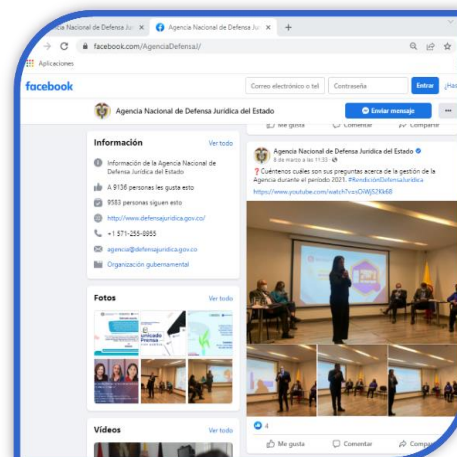 cia Nacional de Defensa Jur
Agencia Nacional de Defensa Jur
facebook.com/AgenciaDefensaJ/
Aplicaciones
facebook
Correo electrónico o tel
Contraseña
Entrar
Agencia Nacional de Defensa Jurídica del Estado
Enviar mensaje
Información
Ver todo
Información de la Agencia Nacional de
Defensa Jurídica del Estado
A 9136 personas les gusta esto
9583 personas siguen esto
http://www.defensajuridica.gov.co/
+1 571-255-8955
agencia@defensajuridica.gov.co
Organización gubernamental
Fotos
Ver todo
Vídeos
Ver todo
Me gusta
Comentar
Compartir
Agencia Nacional de Defensa Jurídica del Estado
8 de marzo a las 11:33
❓Cuéntenos cuáles son sus preguntas acerca de la gestión de la
Agencia durante el periodo 2021. #RendiciónDefensaJurídica
4
Me gusta
Comentar